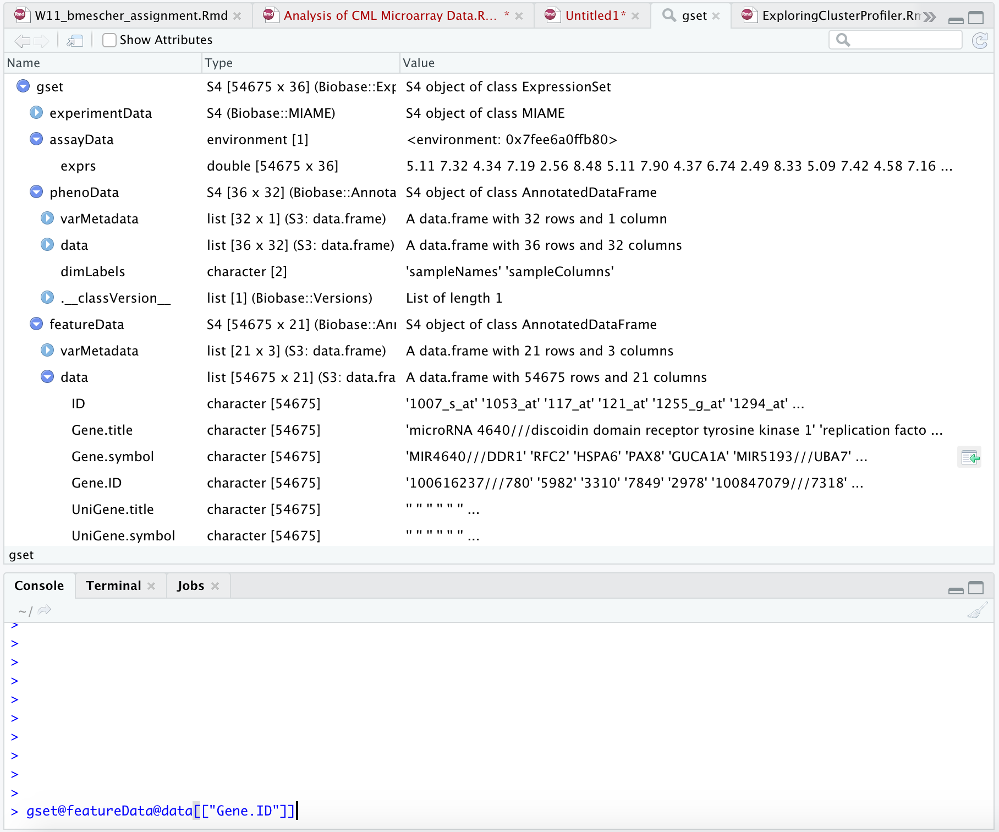 W11_bmescher_assignment.Rmd Analysis of CML Microarray Data.R... * Untitled1* gset ExploringClusterProfiler.Rm
Show Attributes
Name Type Value
gset S4 [54675 x 36] (Biobase::Exp S4 object of class ExpressionSet
experimentData S4 (Biobase::MIAME) S4 object of class MIAME
assayData environment [1] <environment: 0x7fee6a0ffb80>
exprs double [54675 x 36] 5.11 7.32 4.34 7.19 2.56 8.48 5.11 7.90 4.37 6.74 2.49 8.33 5.09 7.42 4.58 7.16 ...
phenoData S4 [36 x 32] (Biobase::Annota S4 object of class AnnotatedDataFrame
varMetadata list [32 x 1] (S3: data.frame) A data.frame with 32 rows and 1 column
data list [36 x 32] (S3: data.frame) A data.frame with 36 rows and 32 columns
dimLabels character [2] 'sampleNames' 'sampleColumns'
.__classVersion__ list [1] (Biobase::Versions) List of length 1
featureData S4 [54675 x 21] (Biobase::Ann S4 object of class AnnotatedDataFrame
varMetadata list [21 x 3] (S3: data.frame) A data.frame with 21 rows and 3 columns
data list [54675 x 21] (S3: data.fra A data.frame with 54675 rows and 21 columns
ID character [54675] '1007_s_at' '1053_at' '117_at' '121_at' '1255_g_at' '1294_at' ...
Gene.title character [54675] 'microRNA 4640///discoidin domain receptor tyrosine kinase 1' 'replication facto ...
Gene.symbol character [54675] 'MIR4640///DDR1' 'RFC2' 'HSPA6' 'PAX8' 'GUCA1A' 'MIR5193///UBA7' ...
Gene.ID character [54675] '100616237///780' '5982' '3310' '7849' '2978' '100847079///7318' ...
UniGene.title character [54675] '' '' '' '' '' '' ...
UniGene.symbol character [54675] '' '' '' '' '' '' ...
gset
Console Terminal Jobs
~/
>
>
>
>
>
>
>
>
>
>
> gset@featureData@data[["Gene.ID"]]